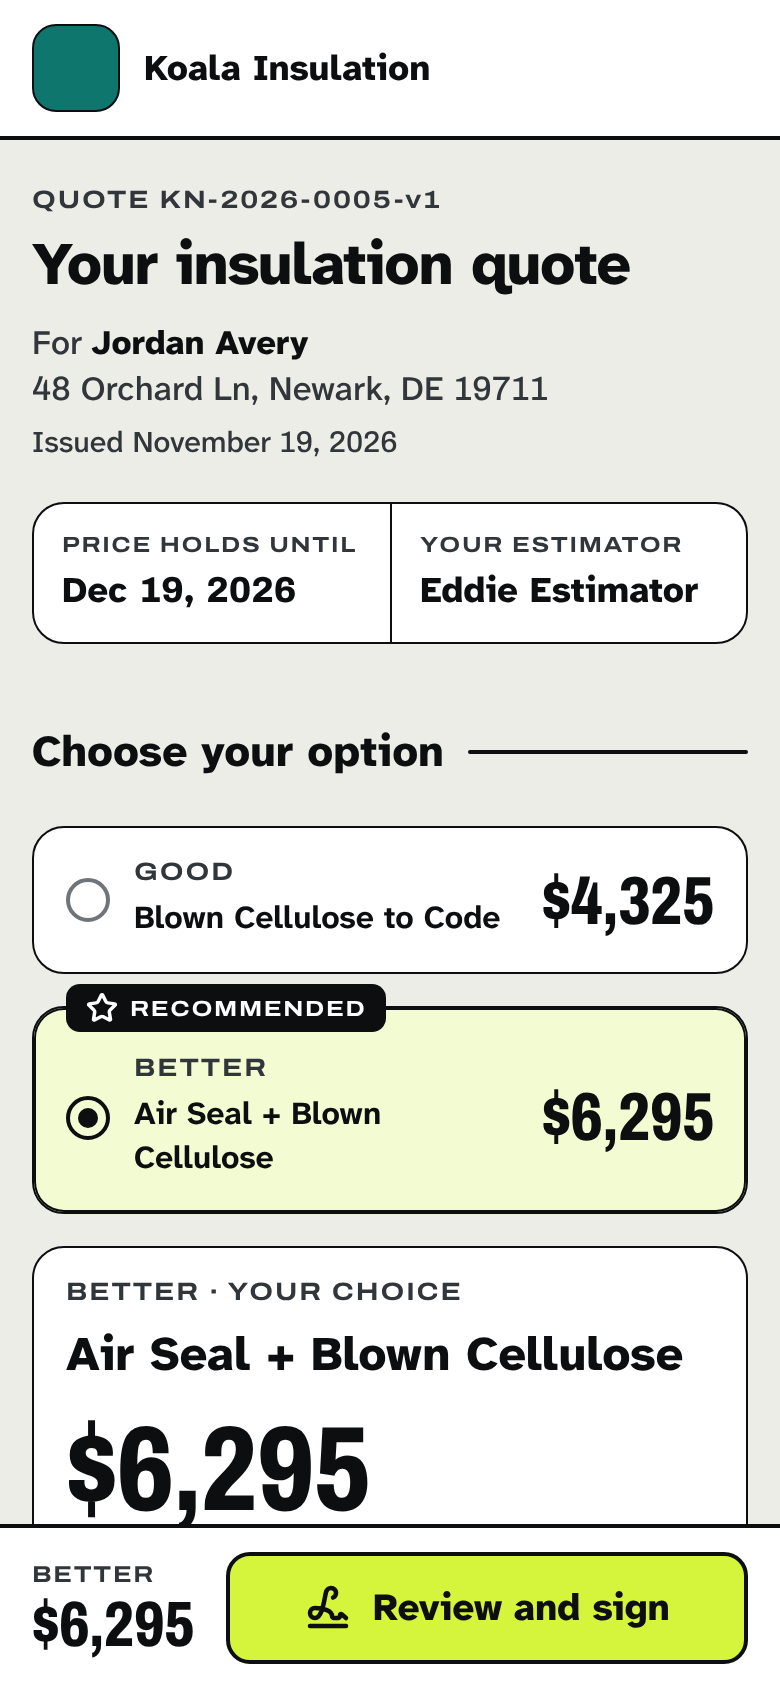 Koala Insulation
QUOTE KN-2026-0005-v1
Your insulation quote
For Jordan Avery
48 Orchard Ln, Newark, DE 19711
Issued November 19, 2026
PRICE HOLDS UNTIL
Dec 19, 2026
YOUR ESTIMATOR
Eddie Estimator
Choose your option
GOOD
Blown Cellulose to Code
$4,325
RECOMMENDED
BETTER
Air Seal + Blown
Cellulose
$6,295
BETTER · YOUR CHOICE
Air Seal + Blown Cellulose
$6,295
BETTER
$6,295
Review and sign